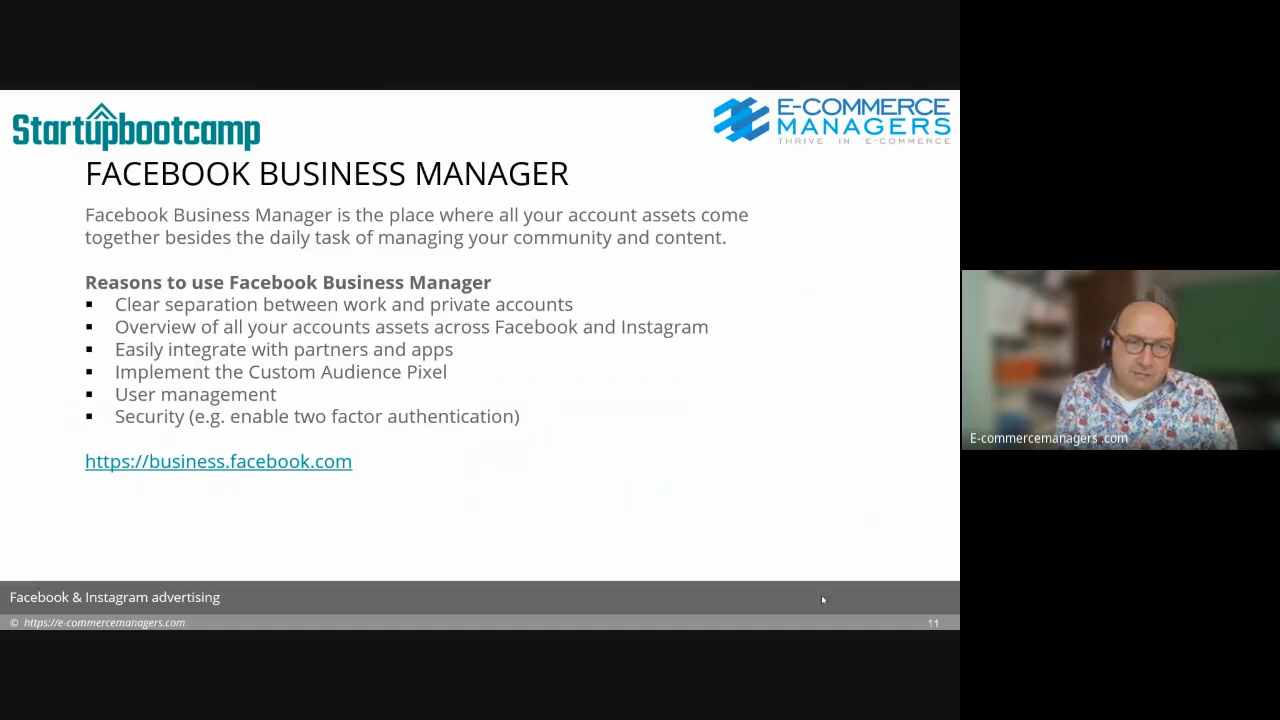 Startupbootcamp
E-COMMERCE
MANAGERS
THRIVE IN E-COMMERCE
FACEBOOK BUSINESS MANAGER
Facebook Business Manager is the place where all your account assets come
together besides the daily task of managing your community and content.
Reasons to use Facebook Business Manager
▪ Clear separation between work and private accounts
▪ Overview of all your accounts assets across Facebook and Instagram
▪ Easily integrate with partners and apps
▪ Implement the Custom Audience Pixel
▪ User management
▪ Security (e.g. enable two factor authentication)
https://business.facebook.com
E-commercemanagers .com
Facebook & Instagram advertising
© https://e-commercemanagers.com
11